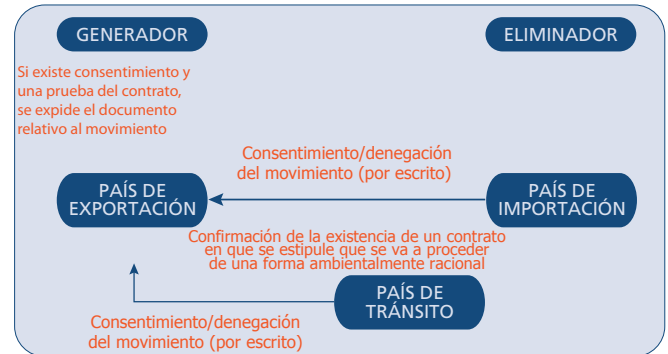 GENERADOR
ELIMINADOR
Si existe consentimiento y
una prueba del contrato,
se expide el documento
relativo al movimiento
Consentimiento/denegación
del movimiento (por escrito)
PAÍS DE
EXPORTACIÓN
PAÍS DE
IMPORTACIÓN
Confirmación de la existencia de un contrato
en que se estipule que se va a proceder
de una forma ambientalmente racional
PAÍS DE
TRÁNSITO
Consentimiento/denegación
del movimiento (por escrito)